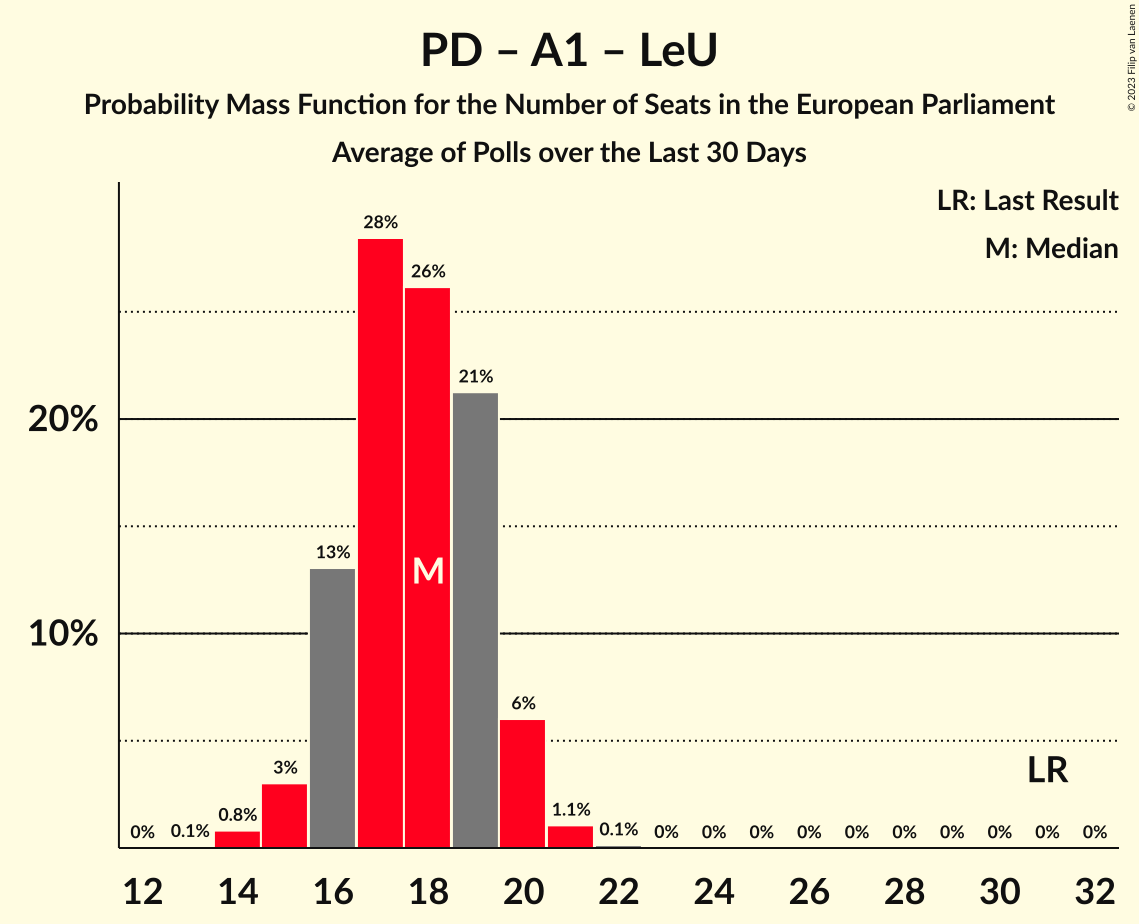 PD – A1 – LeU
Probability Mass Function for the Number of Seats in the European Parliament
Average of Polls over the Last 30 Days
© 2023 Filip van Laenen
LR: Last Result
M: Median
20%
10%
0%
0.1%
0.8%
3%
13%
28%
26%
21%
6%
1.1%
0.1%
0%
0%
0%
0%
0%
0%
0%
0%
0%
0%
M
LR
12 14 16 18 20 22 24 26 28 30 32